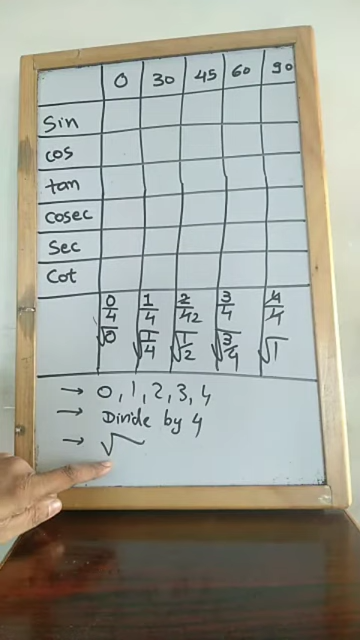 0 30 45 60 90
Sin
cos
tan
Cosec
Sec
Cot
0/4 1/4 2/42 3/4 4/4
√0 √1/4 √1/2 √3/4 √1
→ 0, 1, 2, 3, 4
→ Divide by 4
→ √